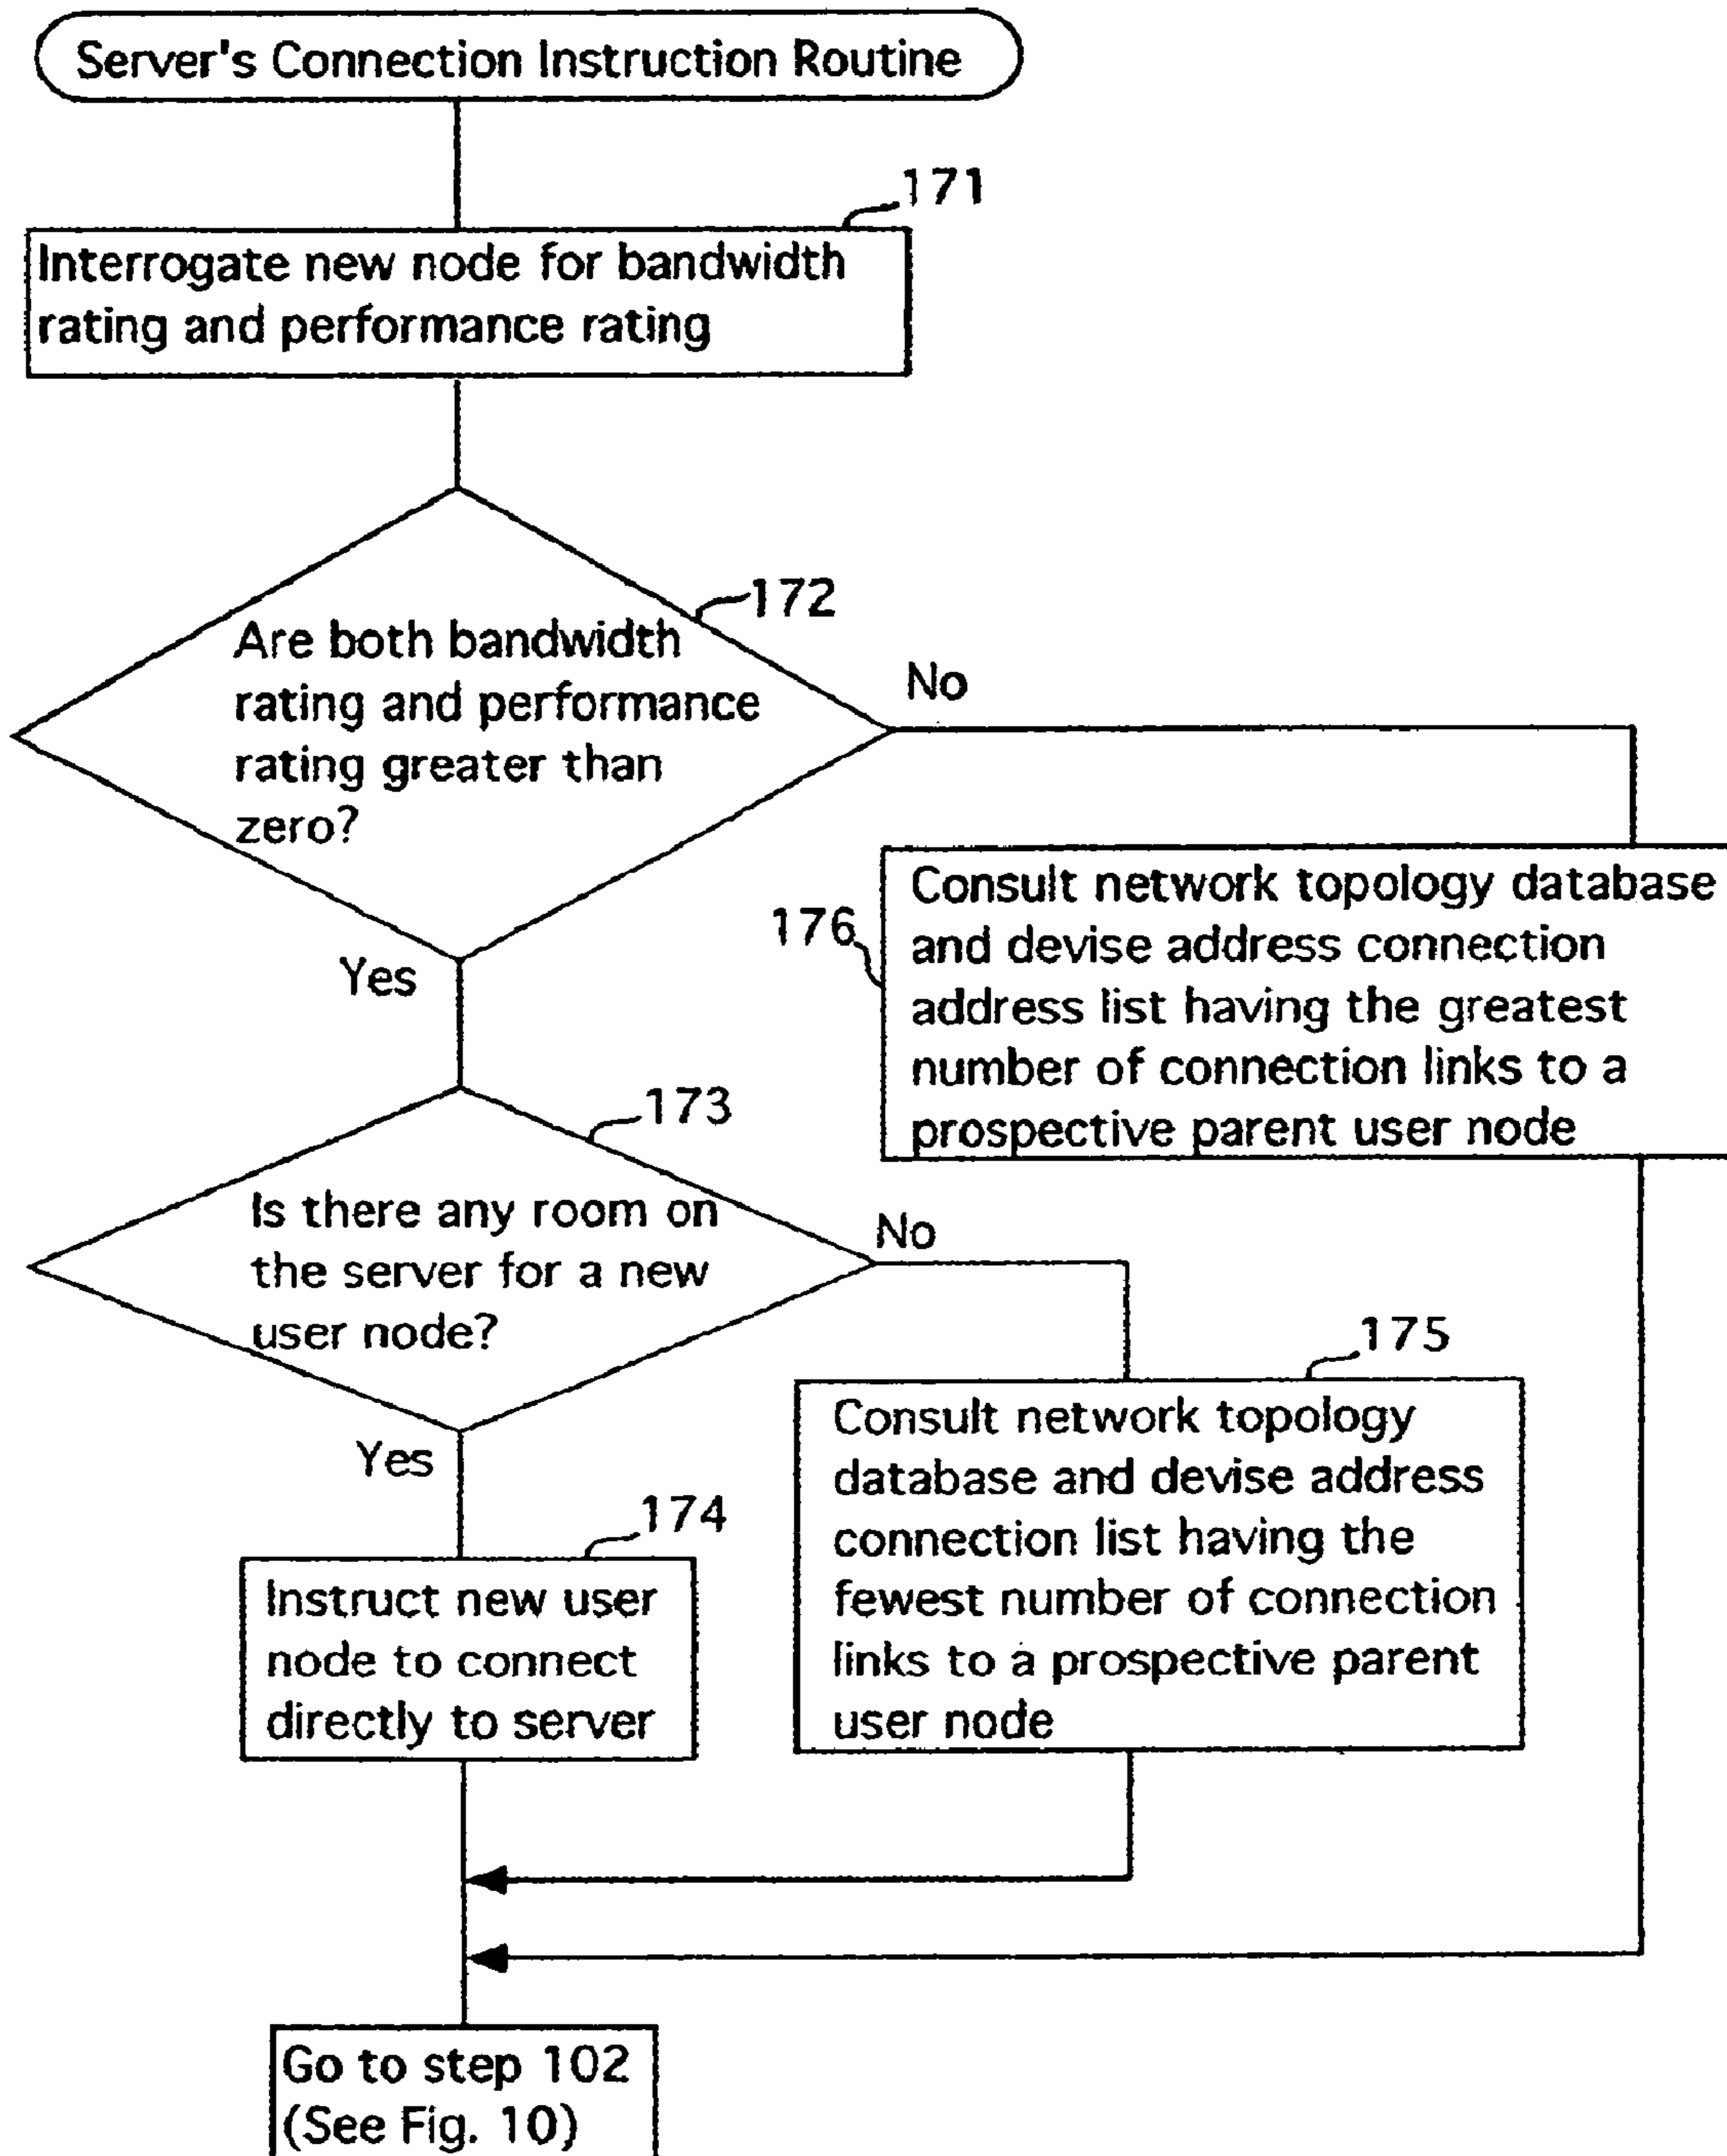 Server's Connection Instruction Routine
171
Interrogate new node for bandwidth
rating and performance rating
172
Are both bandwidth
rating and performance
rating greater than
zero?
No
Yes
176
Consult network topology database
and devise address connection
address list having the greatest
number of connection links to a
prospective parent user node
173
Is there any room on
the server for a new
user node?
No
Yes
175
Consult network topology
database and devise address
connection list having the
fewest number of connection
links to a prospective parent
user node
174
Instruct new user
node to connect
directly to server
Go to step 102
(See Fig. 10)